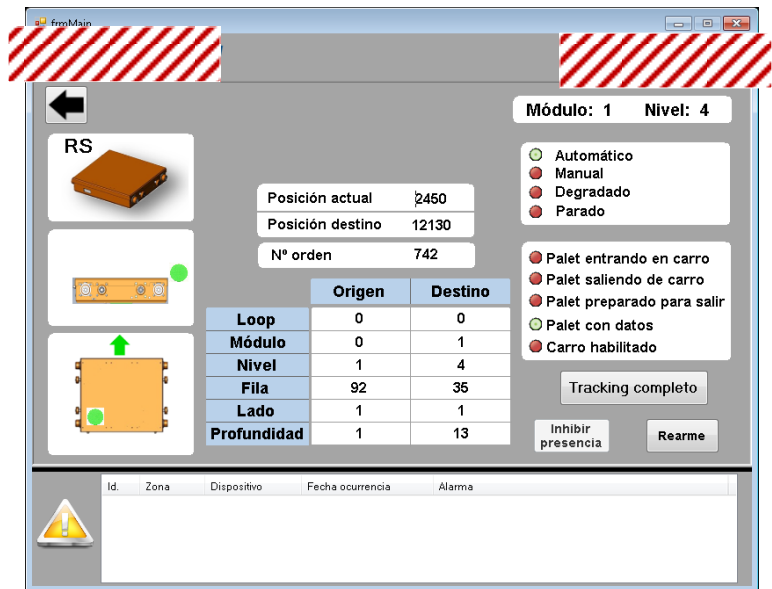 frmMain
Módulo: 1 Nivel: 4
RS
Automático
Manual
Degradado
Parado
Posición actual 2450
Posición destino 12130
Nº orden 742
Palet entrando en carro
Palet saliendo de carro
Palet preparado para salir
Palet con datos
Carro habilitado
Origen Destino
Loop 0 0
Módulo 0 1
Nivel 1 4
Fila 92 35
Lado 1 1
Profundidad 1 13
Tracking completo
Inhibir
presencia
Rearme
Id. Zona Dispositivo Fecha ocurrencia Alarma